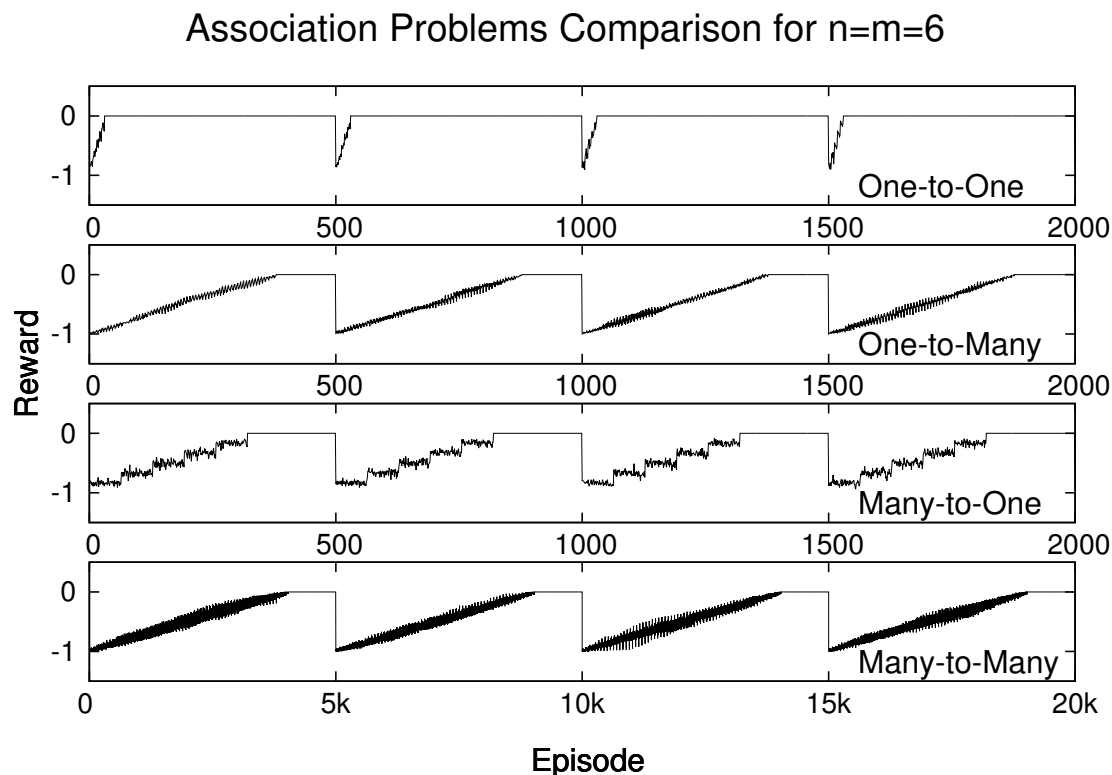 Association Problems Comparison for n=m=6
0
-1
One-to-One
0 500 1000 1500 2000
0
-1
One-to-Many
0 500 1000 1500 2000
0
-1
Many-to-One
0 500 1000 1500 2000
0
-1
Many-to-Many
0 5k 10k 15k 20k
Reward
Episode